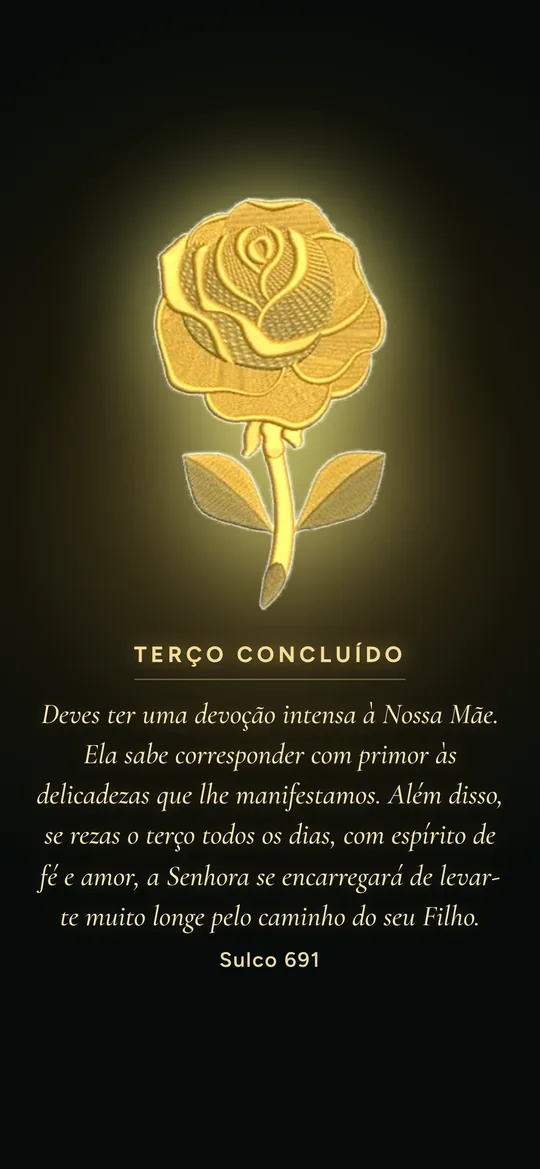 TERÇO CONCLUÍDO
Deves ter uma devoção intensa à Nossa Mãe.
Ela sabe corresponder com primor às
delicadezas que lhe manifestamos. Além disso,
se rezas o terço todos os dias, com espírito de
fé e amor, a Senhora se encarregará de levar-
te muito longe pelo caminho do seu Filho.
Sulco 691